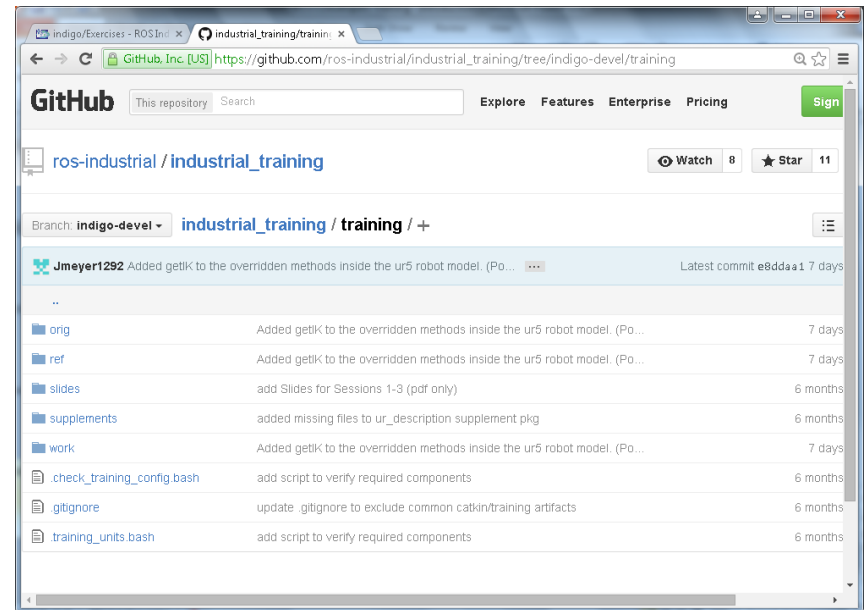 indigo/Exercises - ROS Ind
industrial_training/training
GitHub, Inc. [US] https://github.com/ros-industrial/industrial_training/tree/indigo-devel/training
GitHub This repository Search Explore Features Enterprise Pricing Sign
ros-industrial / industrial_training Watch 8 Star 11
Branch: indigo-devel industrial_training / training / +
Jmeyer1292 Added getIK to the overridden methods inside the ur5 robot model. (Po... ... Latest commit e8ddaa1 7 days
..
orig Added getIK to the overridden methods inside the ur5 robot model. (Po... 7 days
ref Added getIK to the overridden methods inside the ur5 robot model. (Po... 7 days
slides add Slides for Sessions 1-3 (pdf only) 6 months
supplements added missing files to ur_description supplement pkg 6 months
work Added getIK to the overridden methods inside the ur5 robot model. (Po... 7 days
.check_training_config.bash add script to verify required components 6 months
.gitignore update .gitignore to exclude common catkin/training artifacts 6 months
.training_units.bash add script to verify required components 6 months